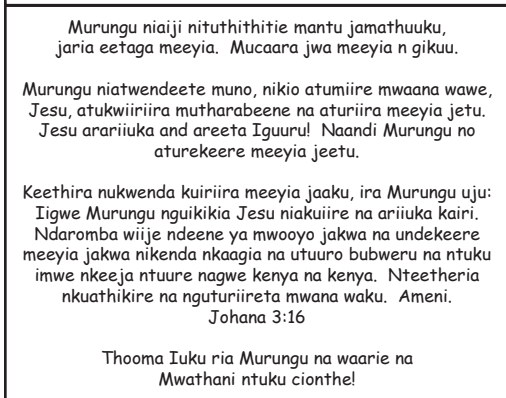 Murungu niaiji nituthithitie mantu jamathuuku,
jaria eetaga meeyia. Mucaara jwa meeyia n gikuu.
Murungu niatwendeete muno, nikio atumiire mwaana wawe,
Jesu, atukwiiriira mutharabeene na aturiira meeyia jetu.
Jesu arariiuka and areeta Iguuru! Naandi Murungu no
aturekeere meeyia jeetu.
Keethira nukwenda kuiriira meeyia jaaku, ira Murungu uju:
Iigwe Murungu nguikikia Jesu niakuiire na ariiuka kairi.
Ndaromba wiije ndeene ya mwooyo jakwa na undekeere
meeyia jakwa nikenda nkaagia na utuuro bubweru na ntuku
imwe nkeeja ntuure nagwe kenya na kenya. Nteetheria
nkuathikire na nguturiireta mwana waku. Ameni.
Johana 3:16
Thooma Iuku ria Murungu na waarie na
Mwathani ntuku cionthe!